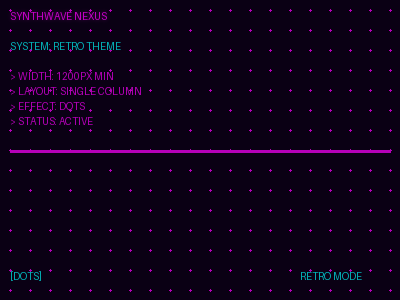 SYNTHWAVE NEXUS
SYSTEM: RETRO THEME
> WIDTH: 1200PX MIN
> LAYOUT: SINGLE COLUMN
> EFFECT: DOTS
> STATUS: ACTIVE
[DOTS]
RETRO MODE